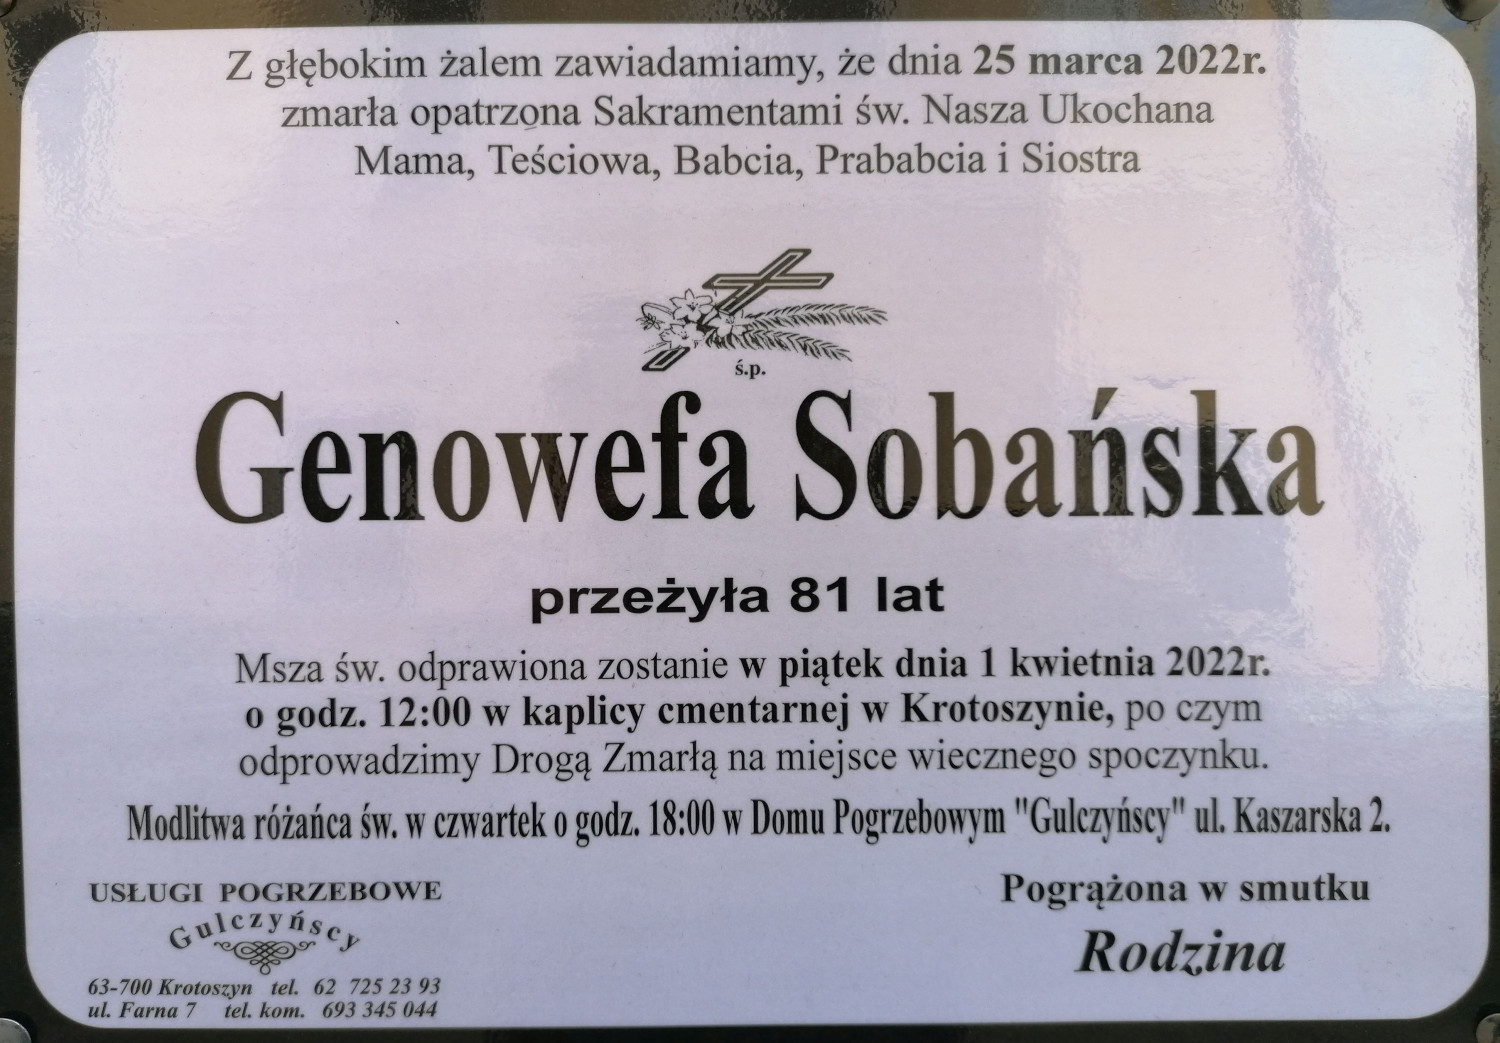 Z głębokim żalem zawiadamiamy, że dnia 25 marca 2022r.
zmarła opatrzona Sakramentami św. Nasza Ukochana
Mama, Teściowa, Babcia, Prababcia i Siostra
ś.p.
Genowefa Sobańska
przeżyła 81 lat
Msza św. odprawiona zostanie w piątek dnia 1 kwietnia 2022r.
o godz. 12:00 w kaplicy cmentarnej w Krotoszynie, po czym
odprowadzimy Drogą Zmarłą na miejsce wiecznego spoczynku.
Modlitwa różańca św. w czwartek o godz. 18:00 w Domu Pogrzebowym "Gulczyńscy" ul. Kaszarska 2.
USŁUGI POGRZEBOWE
Gulczyńscy
63-700 Krotoszyn tel. 62 725 23 93
ul. Farna 7 tel. kom. 693 345 044
Pogrążona w smutku
Rodzina